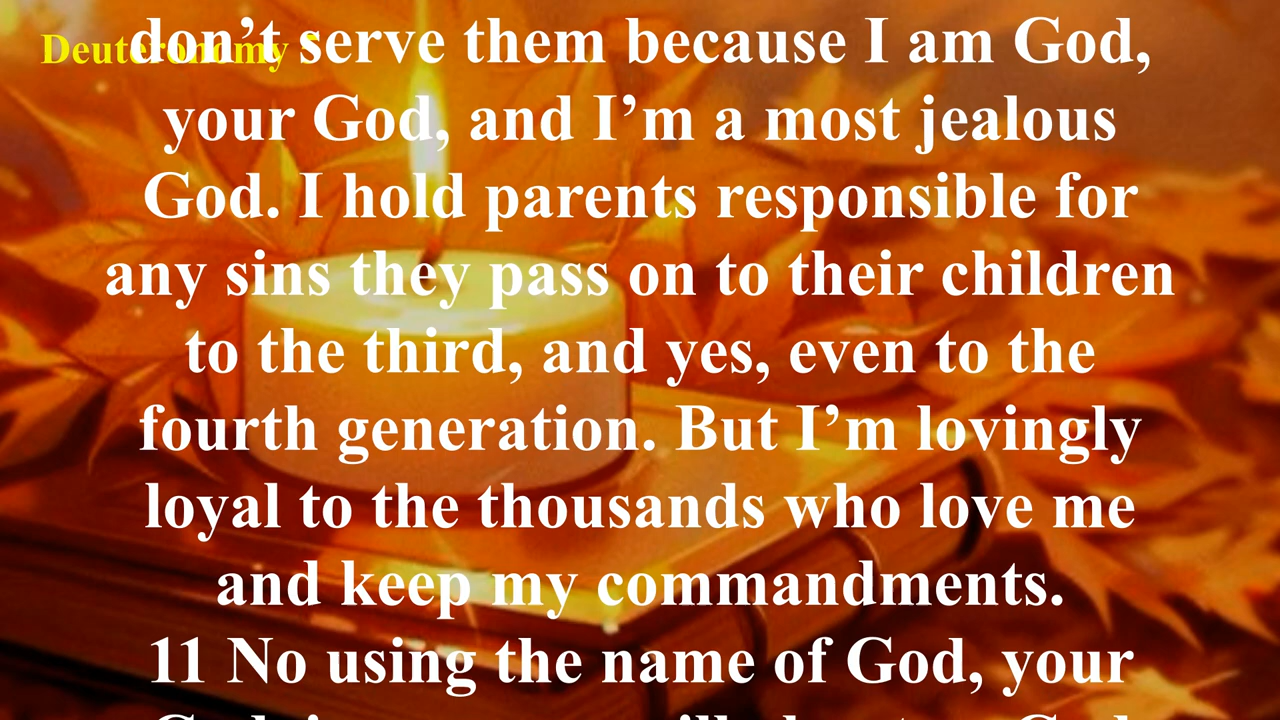 Deuteronomy
don’t serve them because I am God,
your God, and I’m a most jealous
God. I hold parents responsible for
any sins they pass on to their children
to the third, and yes, even to the
fourth generation. But I’m lovingly
loyal to the thousands who love me
and keep my commandments.
11 No using the name of God, your